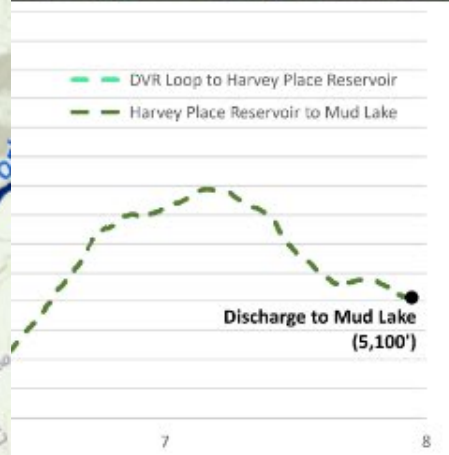 DVR Loop to Harvey Place Reservoir
Harvey Place Reservoir to Mud Lake
Discharge to Mud Lake
(5,100')
7
8